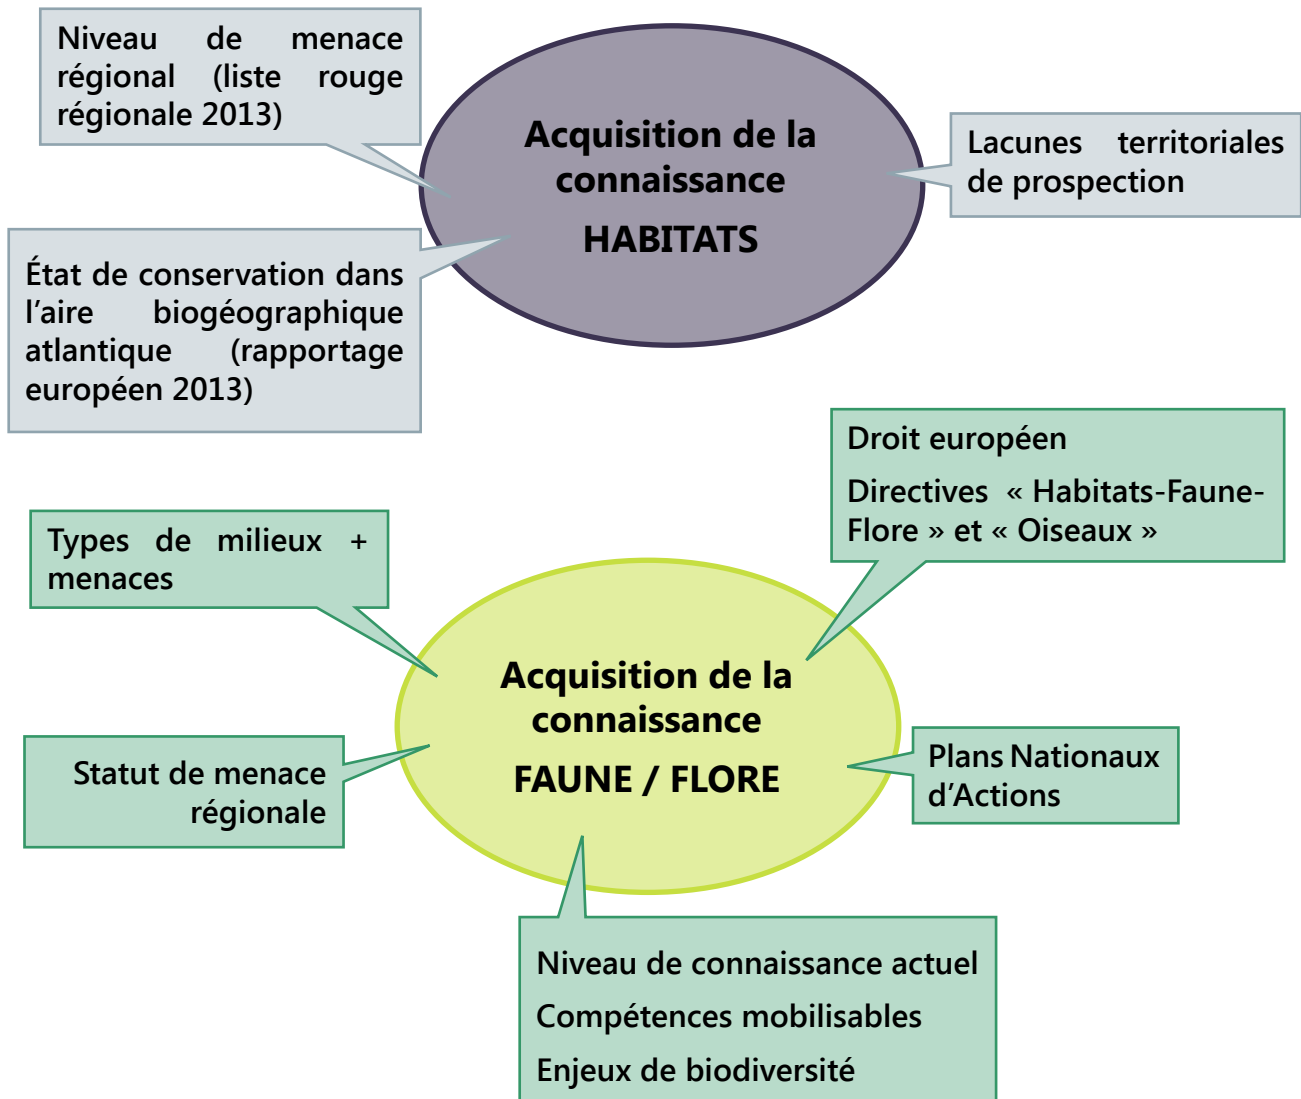 Niveau de menace
régional (liste rouge
régionale 2013)
Acquisition de la
connaissance
HABITATS
Lacunes territoriales
de prospection
État de conservation dans
l'aire biogéographique
atlantique (rapportage
européen 2013)
Droit européen
Directives « Habitats-Faune-
Flore » et « Oiseaux »
Types de milieux +
menaces
Acquisition de la
connaissance
FAUNE / FLORE
Statut de menace
régionale
Plans Nationaux
d'Actions
Niveau de connaissance actuel
Compétences mobilisables
Enjeux de biodiversité